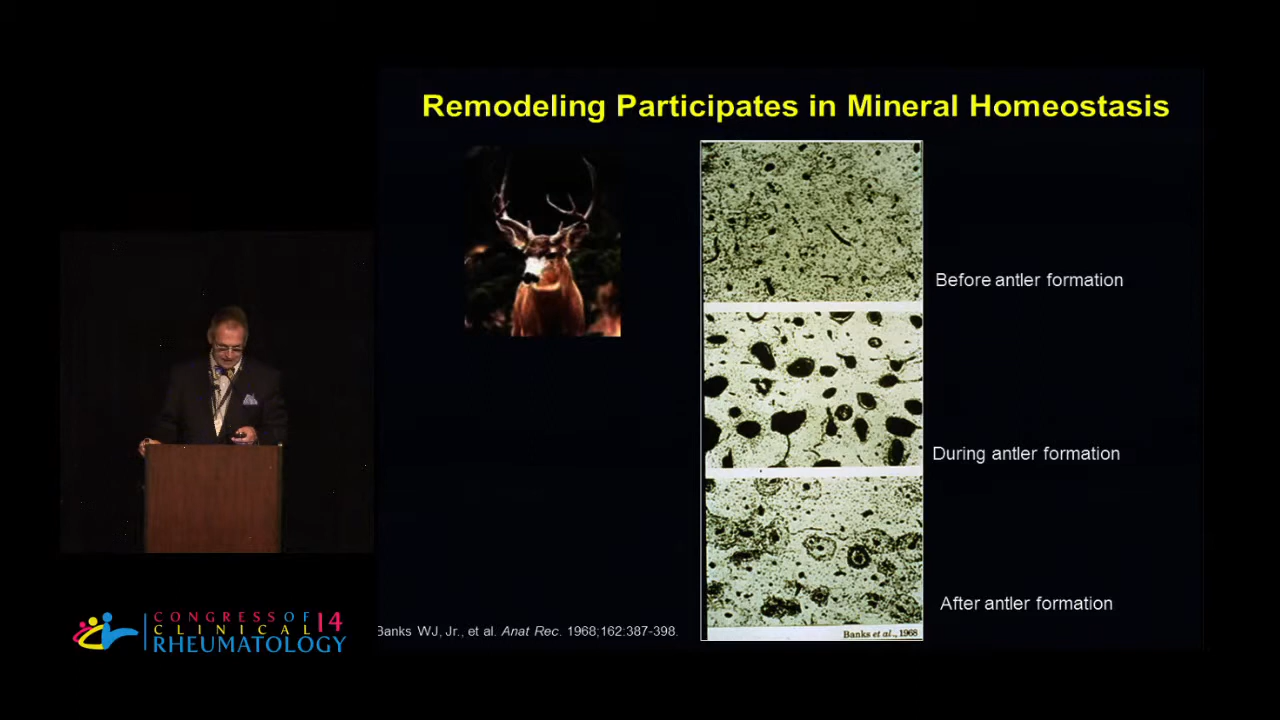 Remodeling Participates in Mineral Homeostasis
Before antler formation
During antler formation
After antler formation
Banks et al., 1968
Banks WJ, Jr., et al. Anat Rec. 1968;162:387-398.
CONGRESS OF 14
CLINICAL
RHEUMATOLOGY